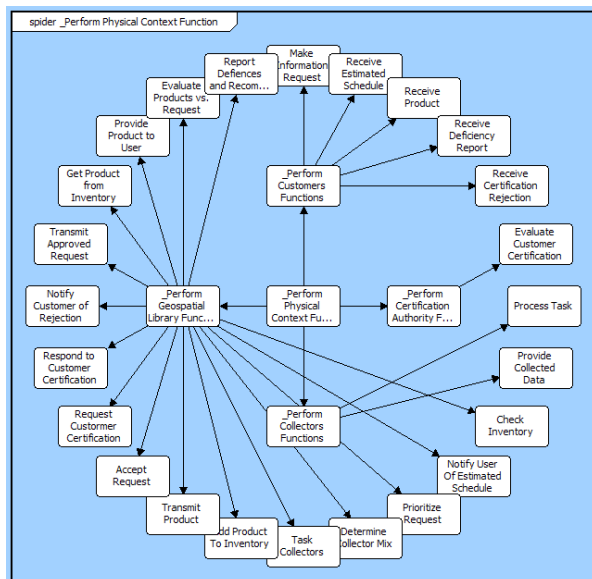 spider _Perform Physical Context Function
Make
Information
Request
Report
Defiences
and Recom...
Receive
Estimated
Schedule
Evaluate
Products vs.
Request
Receive
Product
Provide
Product to
User
Receive
Deficiency
Report
Get Product
from
Inventory
_Perform
Customers
Functions
Receive
Certification
Rejection
Transmit
Approved
Request
Evaluate
Customer
Certification
Notify
Customer of
Rejection
_Perform
Geospatial
Library Func...
_Perform
Physical
Context Fu...
_Perform
Certification
Authority F...
Process Task
Respond to
Customer
Certification
Provide
Collected
Data
Request
Customer
Certification
_Perform
Collectors
Functions
Check
Inventory
Accept
Request
Notify User
Of Estimated
Schedule
Transmit
Product
Prioritize
Request
Add Product
To Inventory
Task
Collectors
Determine
Collector Mix